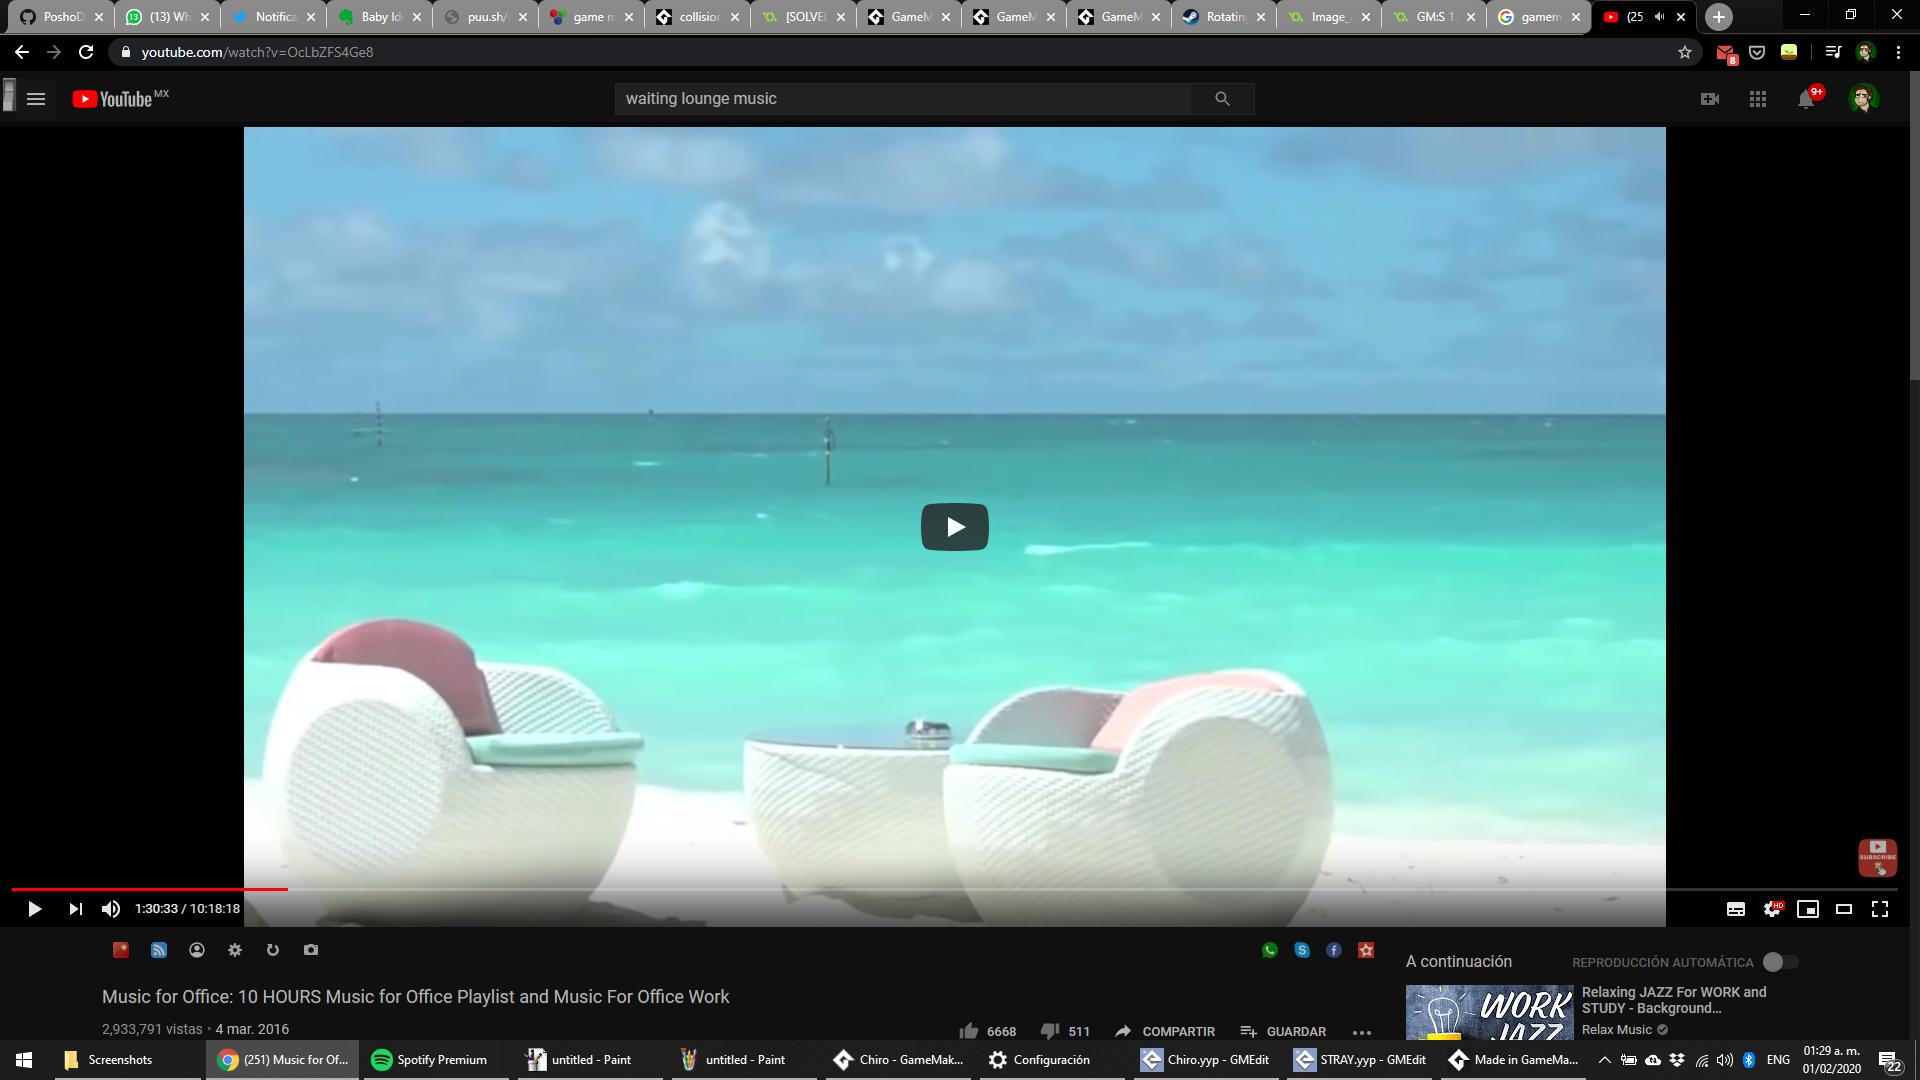 PoshoD
(13) Wh
Notifica
Baby Id
puu.sh/
game m
collision
[SOLVED
GameM
GameM
GameM
Rotatin
Image_
GM:S 1.
gamem
(25
youtube.com/watch?v=OcLbZFS4Ge8
8
YouTube MX
waiting lounge music
9+
SUBSCRIBE
1:30:33 / 10:18:18
HD
A continuación
REPRODUCCIÓN AUTOMÁTICA
Music for Office: 10 HOURS Music for Office Playlist and Music For Office Work
2,933,791 vistas • 4 mar. 2016
6668
511
COMPARTIR
GUARDAR
WORK
JAZZ
Relaxing JAZZ For WORK and
STUDY - Background...
Relax Music
Screenshots
(251) Music for Of...
Spotify Premium
untitled - Paint
untitled - Paint
Chiro - GameMak...
Configuración
Chiro.yyp - GMEdit
STRAY.yyp - GMEdit
Made in GameMa...
ENG
01:29 a. m.
01/02/2020
22